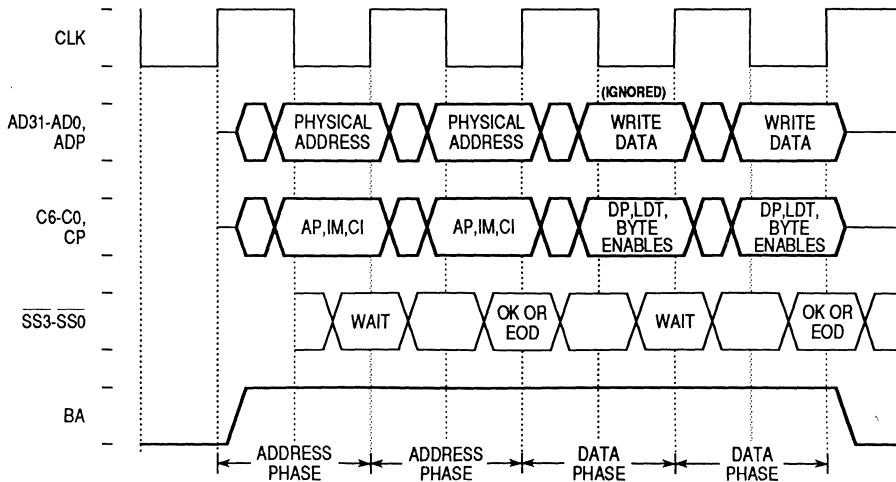 CLK
(IGNORED)
AD31-AD0,
ADP
PHYSICAL
ADDRESS
PHYSICAL
ADDRESS
WRITE
DATA
WRITE
DATA
C6-C0,
CP
AP,IM,CI
AP,IM,CI
DP,LDT,
BYTE
ENABLES
DP,LDT,
BYTE
ENABLES
SS3-SS0
WAIT
OK OR
EOD
WAIT
OK OR
EOD
BA
ADDRESS
PHASE
ADDRESS
PHASE
DATA
PHASE
DATA
PHASE